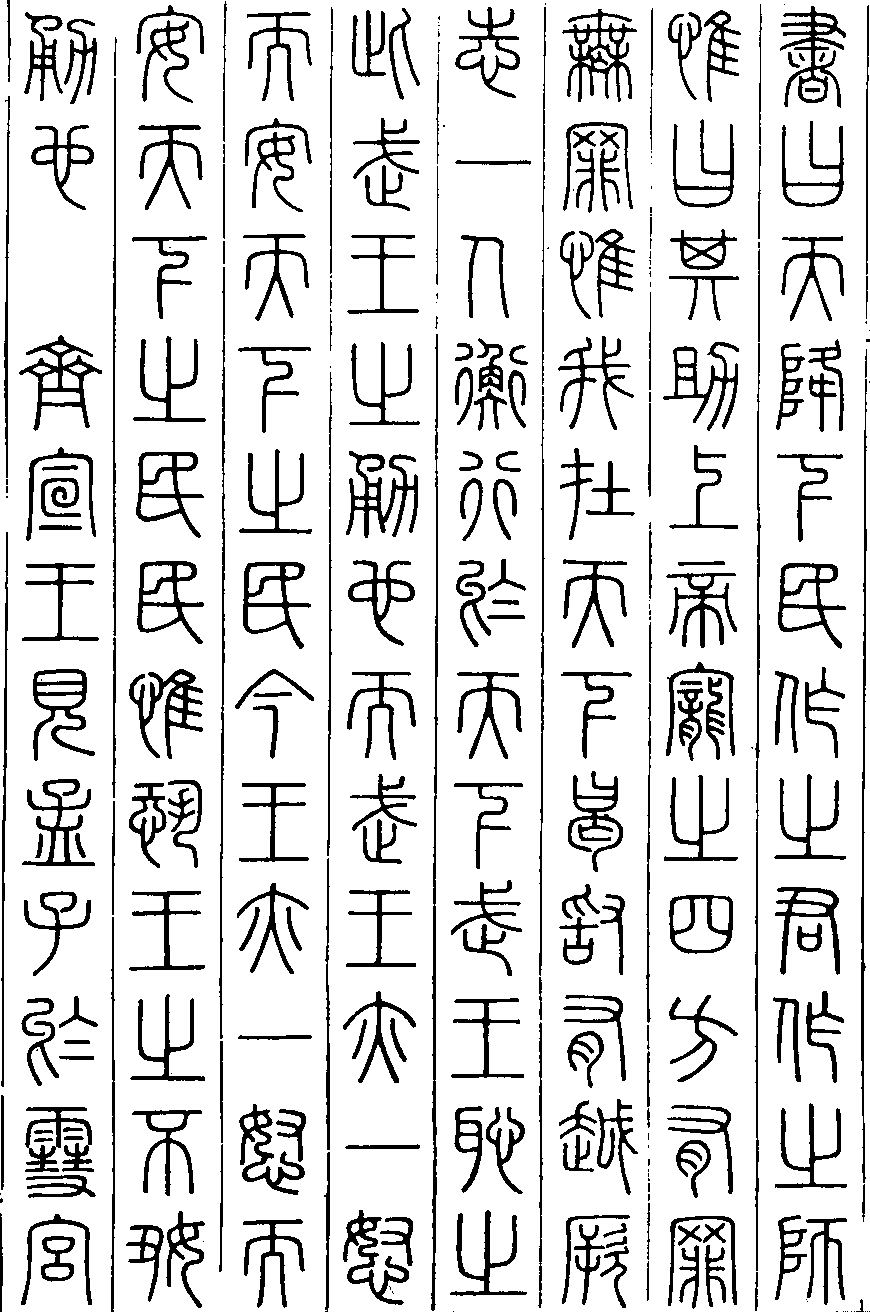 書曰天降下民作之君作之師
惟曰其助上帝寵之四方有罪
無罪惟我在天下曷敢有越厥
志一人衡行於天下武王恥之
此武王之勇也而武王亦一怒
而安天下之民今王亦一怒而
安天下之民民惟恐王之不好
勇也　齊宣王見孟子於雪宮